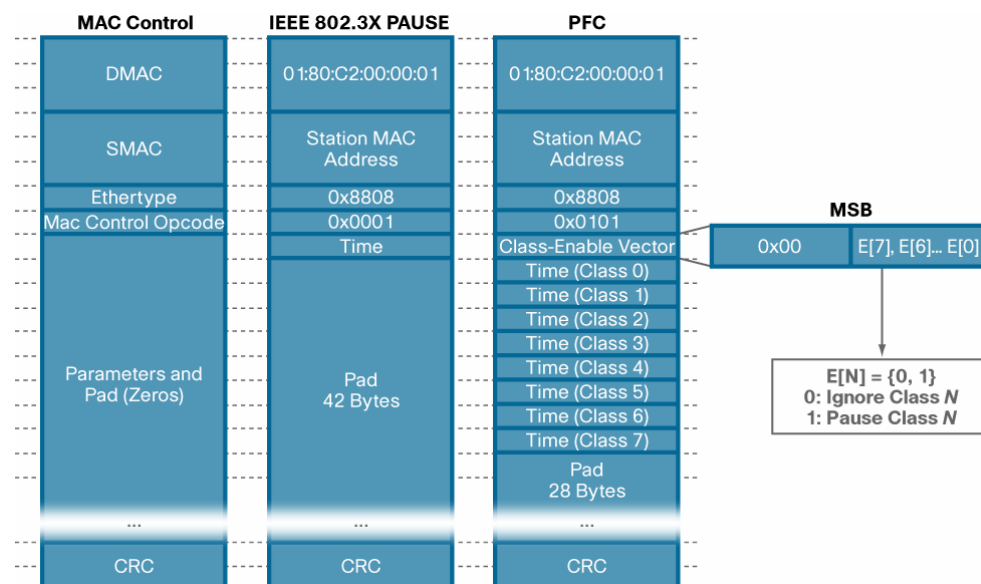 MAC Control
DMAC
SMAC
Ethertype
Mac Control Opcode
Parameters and
Pad (Zeros)
...
CRC
IEEE 802.3X PAUSE
01:80:C2:00:00:01
Station MAC
Address
0x8808
0x0001
Time
Pad
42 Bytes
...
CRC
PFC
01:80:C2:00:00:01
Station MAC
Address
0x8808
0x0101
Class-Enable Vector
Time (Class 0)
Time (Class 1)
Time (Class 2)
Time (Class 3)
Time (Class 4)
Time (Class 5)
Time (Class 6)
Time (Class 7)
Pad
28 Bytes
...
CRC
MSB
0x00
E[7], E[6]... E[0]
E[N] = {0, 1}
0: Ignore Class N
1: Pause Class N